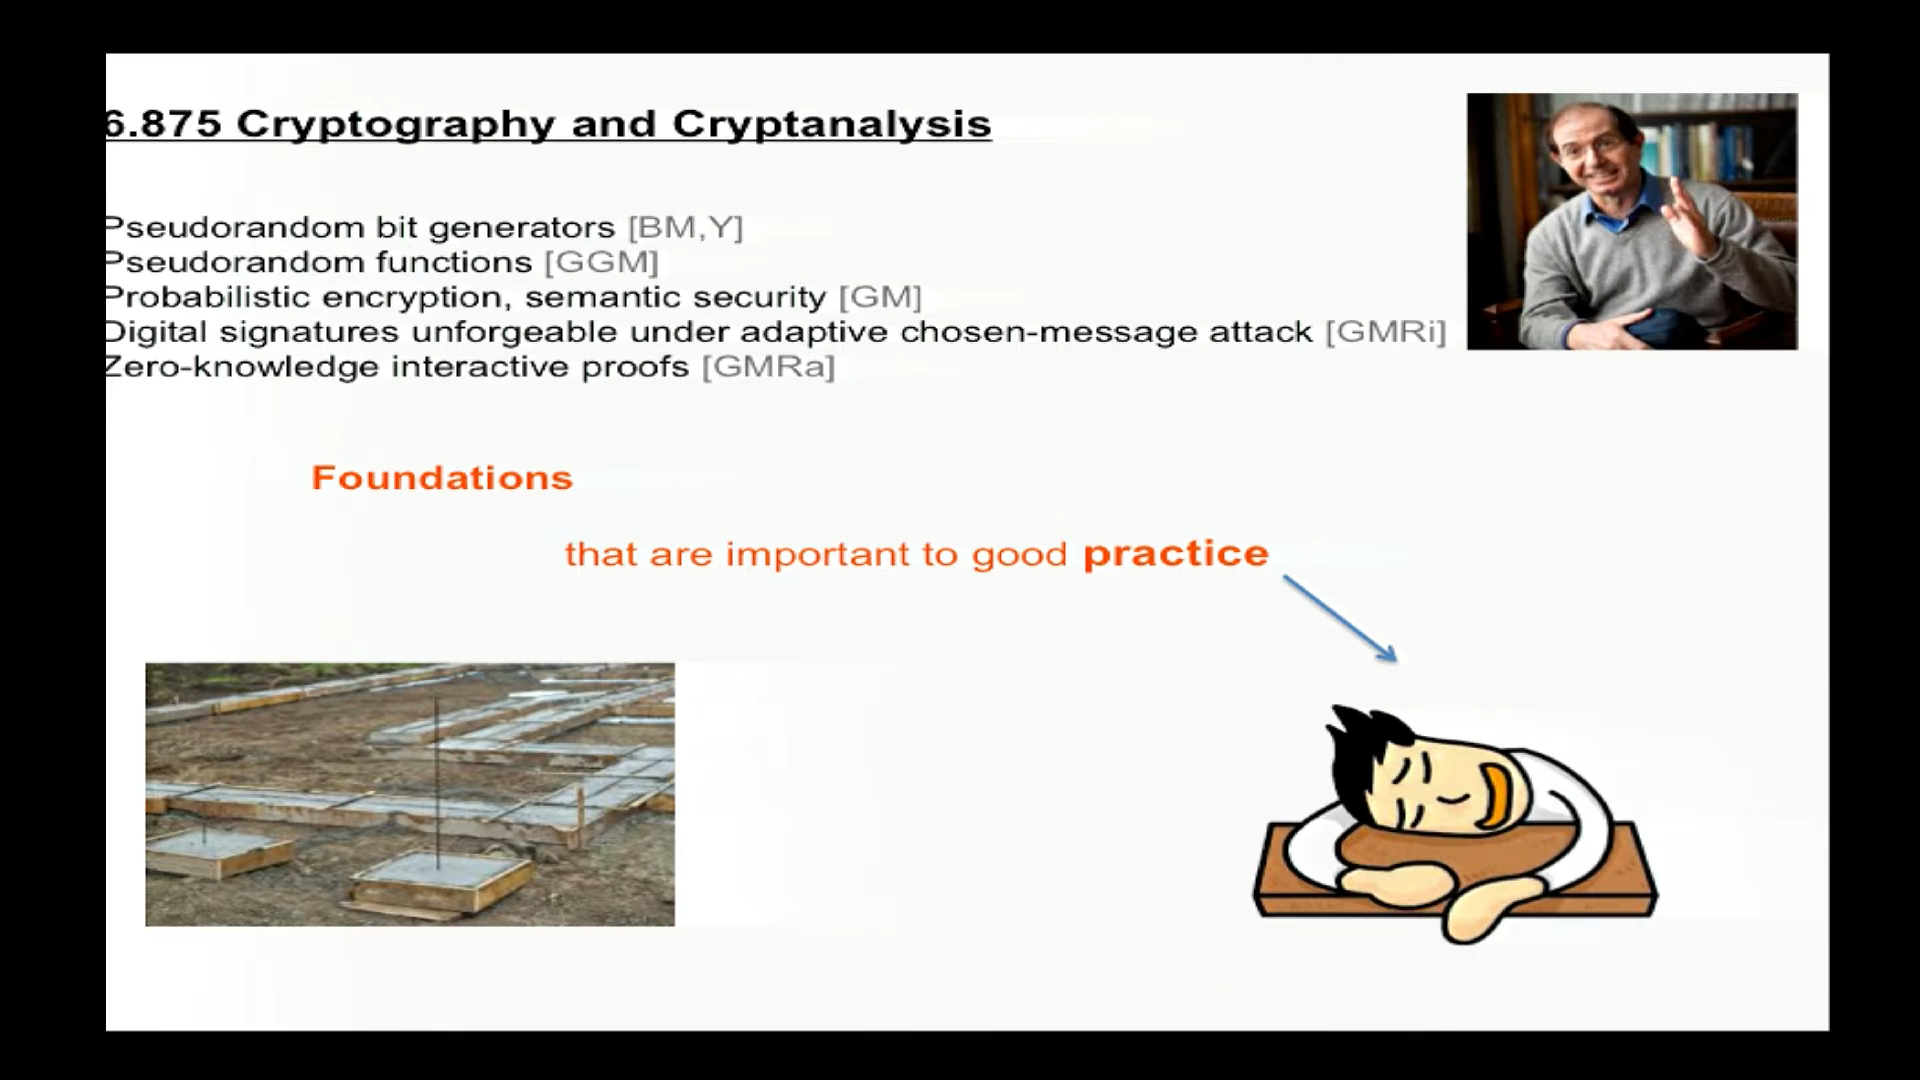 6.875 Cryptography and Cryptanalysis
Pseudorandom bit generators [BM,Y]
Pseudorandom functions [GGM]
Probabilistic encryption, semantic security [GM]
Digital signatures unforgeable under adaptive chosen-message attack [GMRi]
Zero-knowledge interactive proofs [GMRa]
Foundations
that are important to good practice